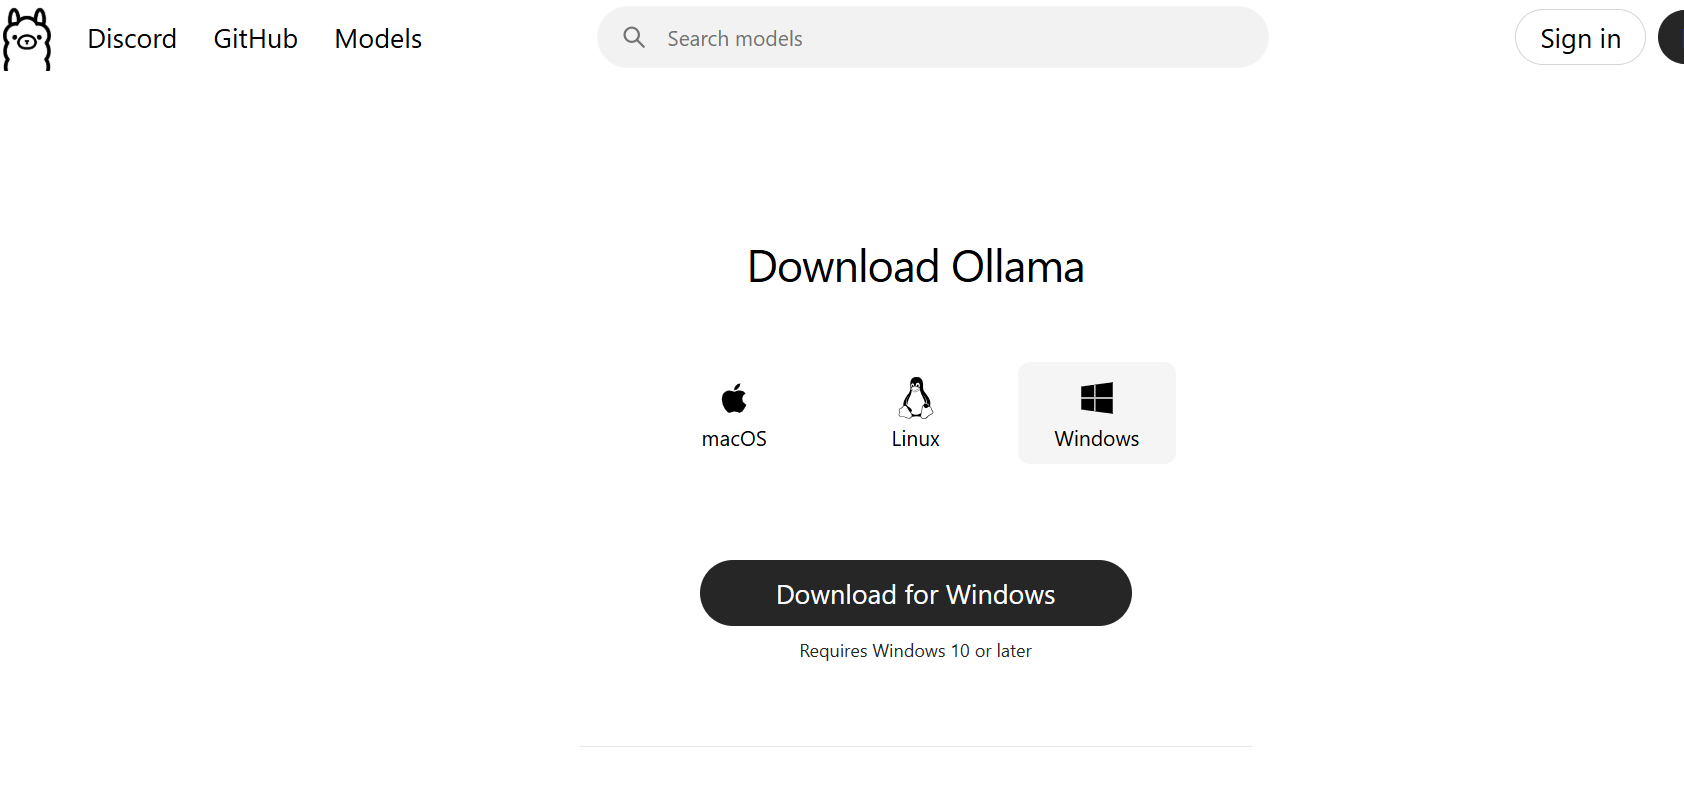 Discord GitHub Models Search models Sign in
Download Ollama
macOS Linux Windows
Download for Windows
Requires Windows 10 or later